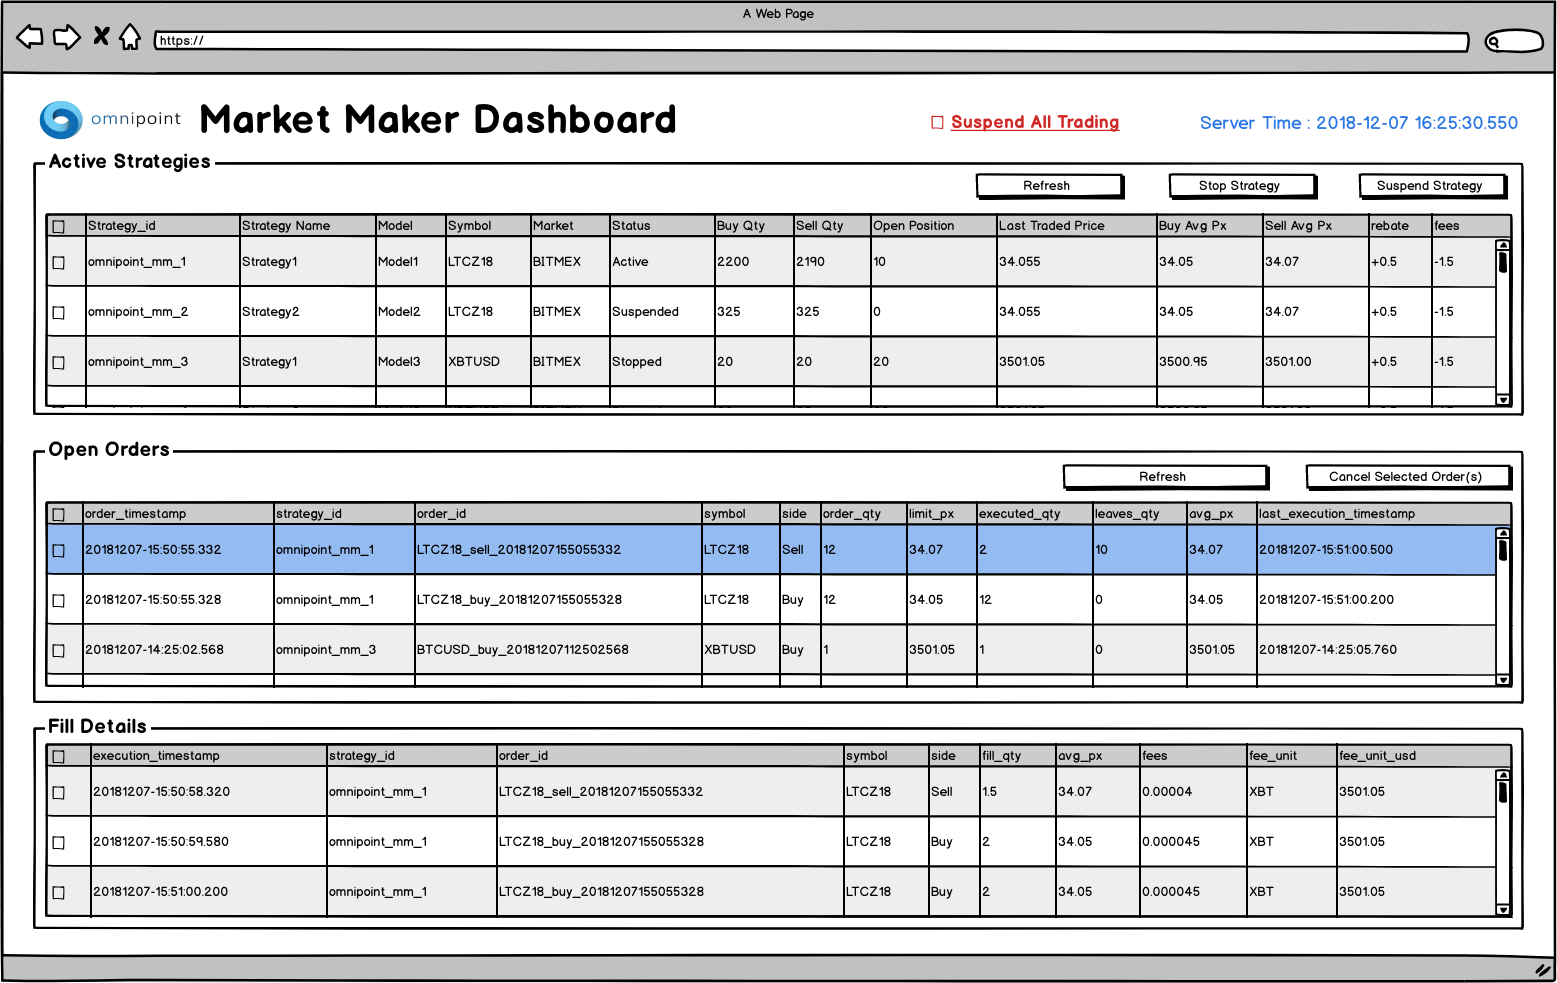 A Web Page
https://
omnipoint Market Maker Dashboard Suspend All Trading Server Time : 2018-12-07 16:25:30.550
Active Strategies
Refresh Stop Strategy Suspend Strategy
Strategy_id Strategy Name Model Symbol Market Status Buy Qty Sell Qty Open Position Last Traded Price Buy Avg Px Sell Avg Px rebate fees
omnipoint_mm_1 Strategy1 Model1 LTCZ18 BITMEX Active 2200 2190 10 34.055 34.05 34.07 +0.5 -1.5
omnipoint_mm_2 Strategy2 Model2 LTCZ18 BITMEX Suspended 325 325 0 34.055 34.05 34.07 +0.5 -1.5
omnipoint_mm_3 Strategy1 Model3 XBTUSD BITMEX Stopped 20 20 20 3501.05 3500.95 3501.00 +0.5 -1.5
Open Orders
Refresh Cancel Selected Order(s)
order_timestamp strategy_id order_id symbol side order_qty limit_px executed_qty leaves_qty avg_px last_execution_timestamp
20181207-15:50:55.332 omnipoint_mm_1 LTCZ18_sell_20181207155055332 LTCZ18 Sell 12 34.07 2 10 34.07 20181207-15:51:00.500
20181207-15:50:55.328 omnipoint_mm_1 LTCZ18_buy_20181207155055328 LTCZ18 Buy 12 34.05 12 0 34.05 20181207-15:51:00.200
20181207-14:25:02.568 omnipoint_mm_3 BTCUSD_buy_20181207112502568 XBTUSD Buy 1 3501.05 1 0 3501.05 20181207-14:25:05.760
Fill Details
execution_timestamp strategy_id order_id symbol side fill_qty avg_px fees fee_unit fee_unit_usd
20181207-15:50:58.320 omnipoint_mm_1 LTCZ18_sell_20181207155055332 LTCZ18 Sell 1.5 34.07 0.00004 XBT 3501.05
20181207-15:50:59.580 omnipoint_mm_1 LTCZ18_buy_20181207155055328 LTCZ18 Buy 2 34.05 0.000045 XBT 3501.05
20181207-15:51:00.200 omnipoint_mm_1 LTCZ18_buy_20181207155055328 LTCZ18 Buy 2 34.05 0.000045 XBT 3501.05